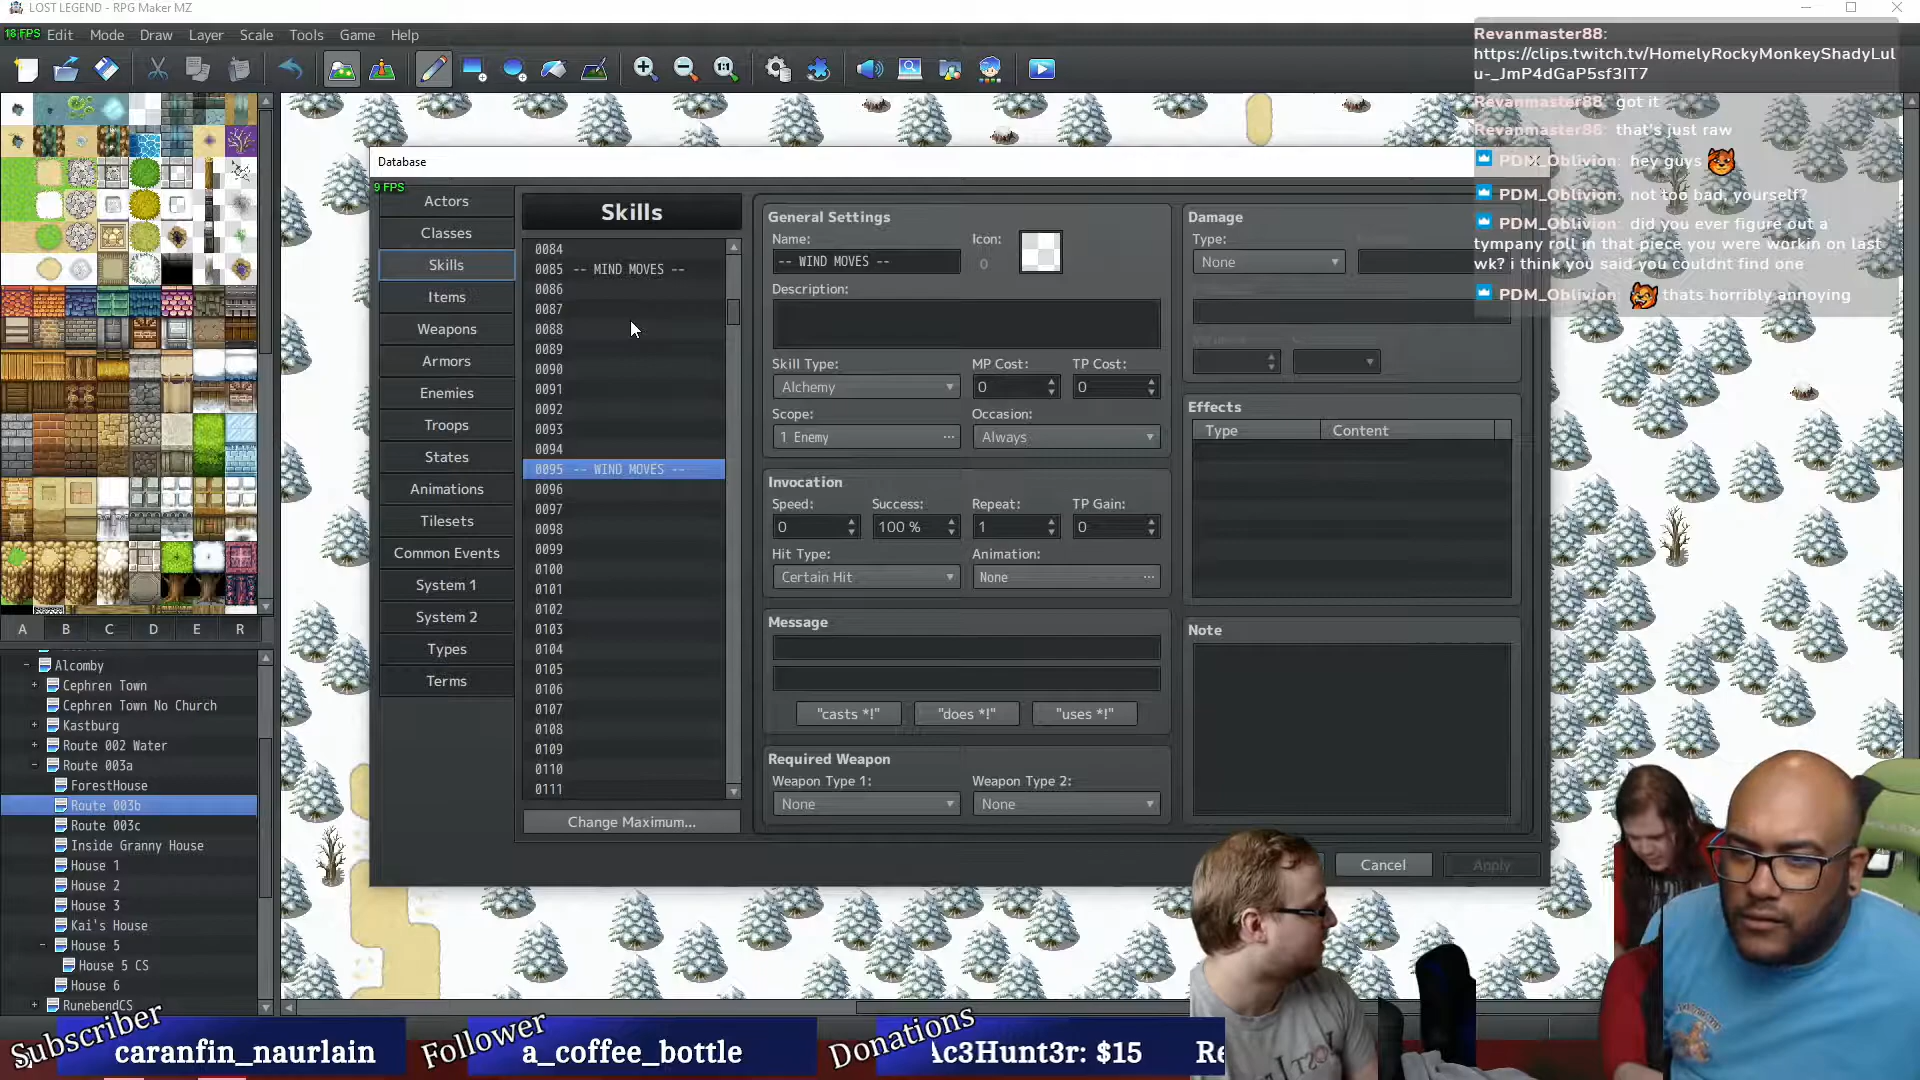 LOST LEGEND - RPG Maker MZ
18 FPS
Edit Mode Draw Layer Scale Tools Game Help
Revanmaster88:
https://clips.twitch.tv/HomelyRockyMonkeyShadyLul
u-_JmP4dGaP5sf3lT7
Revanmaster88: got it
Revanmaster88: that's just raw
PDM_Oblivion: hey guys
PDM_Oblivion: not too bad, yourself?
PDM_Oblivion: did you ever figure out a
tympany roll in that piece you were workin on last
wk? i think you said you couldnt find one
PDM_Oblivion: thats horribly annoying
Database
9 FPS
Actors
Classes
Skills
Items
Weapons
Armors
Enemies
Troops
States
Animations
Tilesets
Common Events
System 1
System 2
Types
Terms
Skills
0084
0085 -- MIND MOVES --
0086
0087
0088
0089
0090
0091
0092
0093
0094
0095 -- WIND MOVES --
0096
0097
0098
0099
0100
0101
0102
0103
0104
0105
0106
0107
0108
0109
0110
0111
Change Maximum...
General Settings
Name: Icon:
-- WIND MOVES -- 0
Description:
Skill Type: MP Cost: TP Cost:
Alchemy 0 0
Scope: Occasion:
1 Enemy ... Always
Invocation
Speed: Success: Repeat: TP Gain:
0 100 % 1 0
Hit Type: Animation:
Certain Hit None ...
Message
"casts *!" "does *!" "uses *!"
Required Weapon
Weapon Type 1: Weapon Type 2:
None None
Damage
Type:
None
Effects
Type Content
Note
Cancel Apply
A B C D E R
Alcomby
Cephren Town
Cephren Town No Church
Kastburg
Route 002 Water
Route 003a
ForestHouse
Route 003b
Route 003c
Inside Granny House
House 1
House 2
House 3
Kai's House
House 5
House 5 CS
House 6
RunebendCS
Subscriber caranfin_naurlain
Follower a_coffee_bottle
Donations Ac3Hunt3r: $15 Re